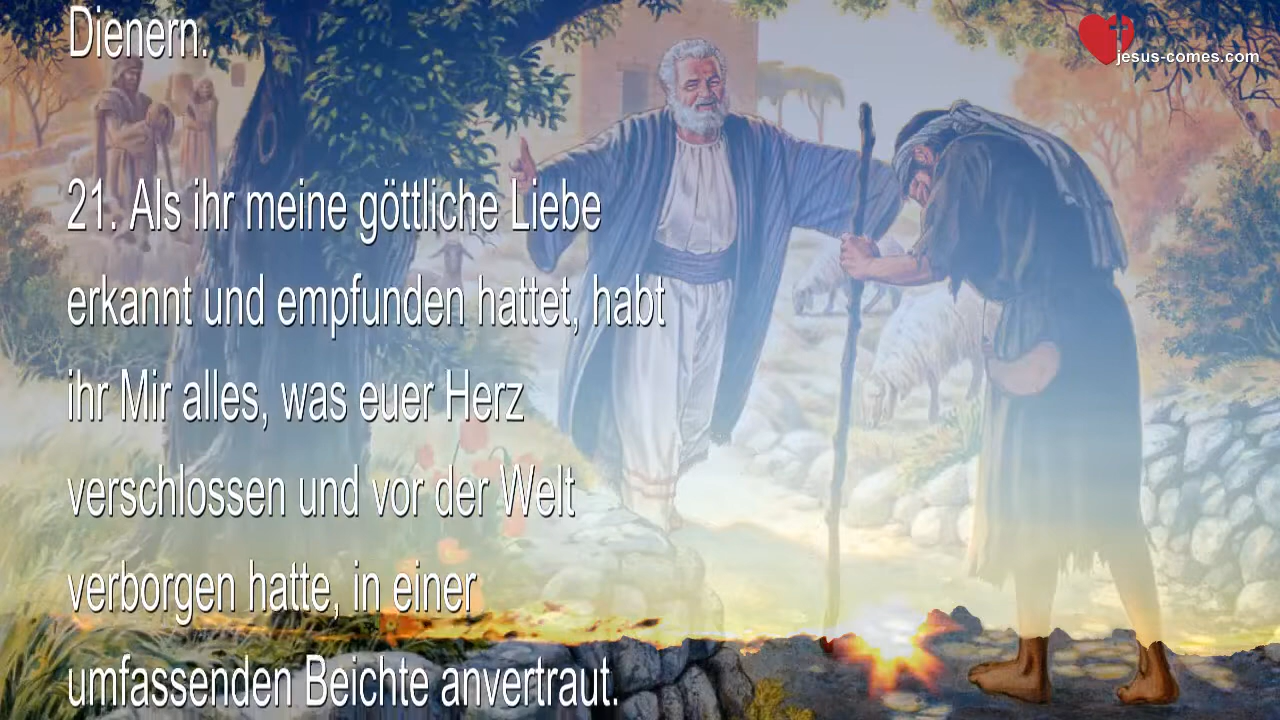 Dienern.
jesus-comes.com
21. Als ihr meine göttliche Liebe
erkannt und empfunden hattet, habt
ihr Mir alles, was euer Herz
verschlossen und vor der Welt
verborgen hatte, in einer
umfassenden Beichte anvertraut.